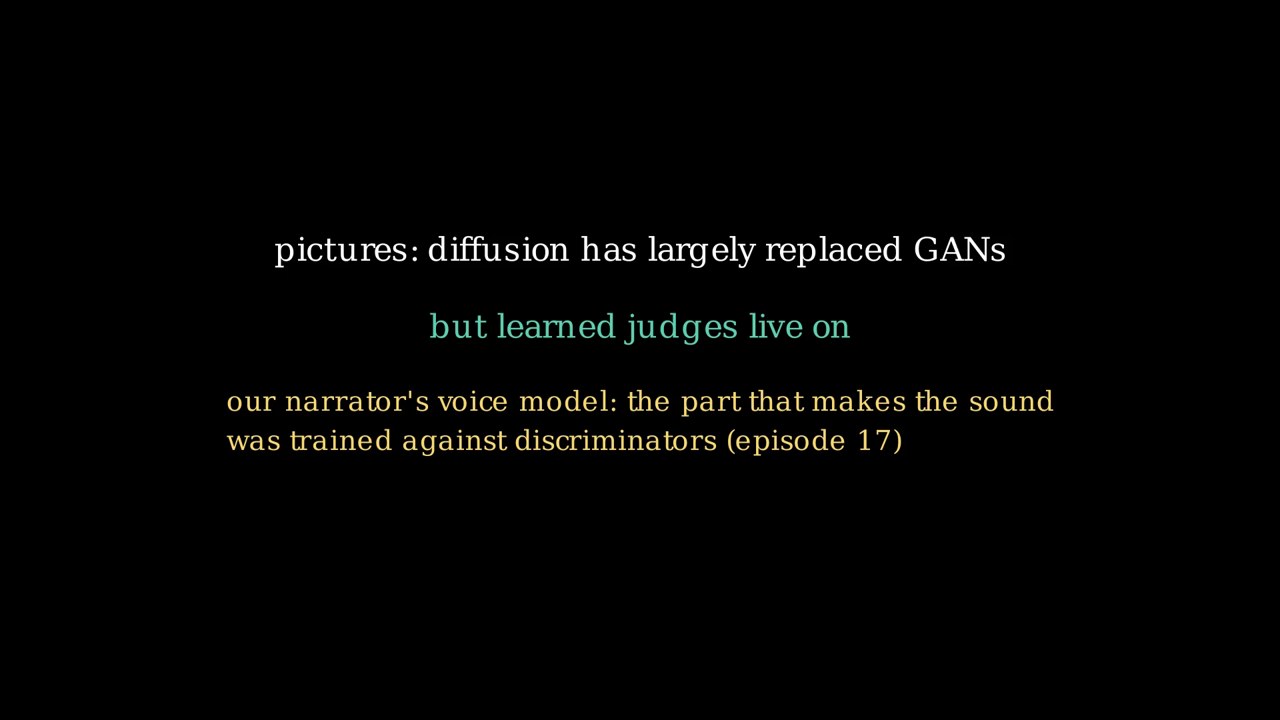 pictures: diffusion has largely replaced GANs
but learned judges live on
our narrator's voice model: the part that makes the sound
was trained against discriminators (episode 17)